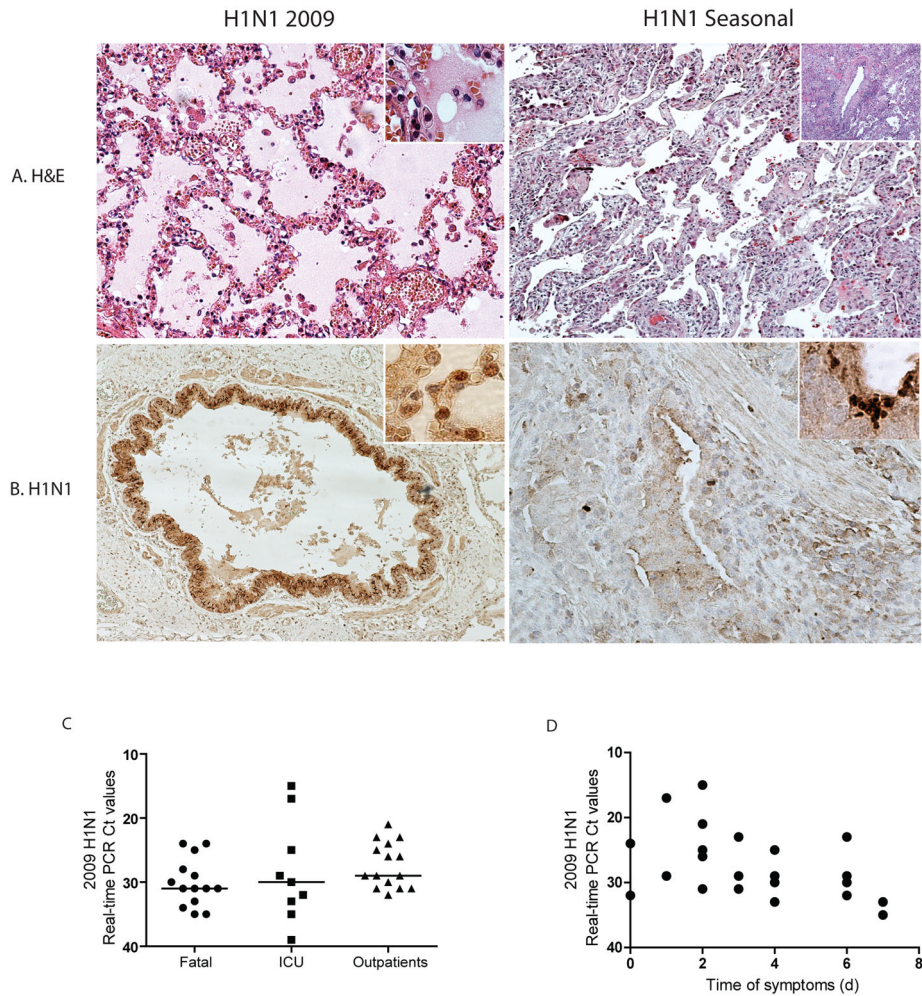 H1N1 2009
H1N1 Seasonal
A. H&E
B. H1N1
C
2009 H1N1
Real-time PCR Ct values
10
20
30
40
Fatal
ICU
Outpatients
D
2009 H1N1
Real-time PCR Ct values
10
20
30
40
0
2
4
6
8
Time of symptoms (d)